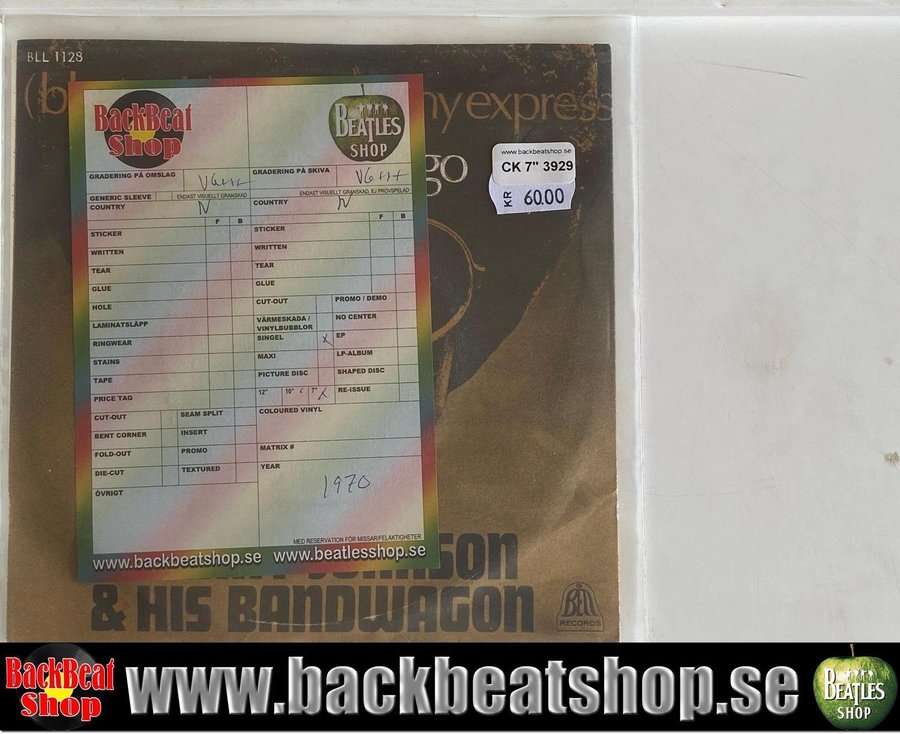 BLL 1128
(b ny express
go
BackBeat
Shop
BEATLES
SHOP
www.backbeatshop.se
CK 7" 3929
KR 60.00
GRADERING PÅ OMSLAG VG+++
GRADERING PÅ SKIVA VG++
GENERIC SLEEVE ENDAST VISUELLT GRANSKAD
ENDAST VISUELLT GRANSKAD, EJ PROVSPELAD
COUNTRY N
COUNTRY N
F B
F B
STICKER
WRITTEN
TEAR
GLUE
HOLE
LAMINATSLÄPP
RINGWEAR
STAINS
TAPE
PRICE TAG
CUT-OUT SEAM SPLIT
BENT CORNER INSERT
FOLD-OUT PROMO
DIE-CUT TEXTURED
ÖVRIGT
STICKER
WRITTEN
TEAR
GLUE
CUT-OUT PROMO / DEMO
VÄRMESKADA / NO CENTER
VINYLBUBBLOR
SINGEL X EP
MAXI LP-ALBUM
PICTURE DISC SHAPED DISC
12" 10" 7" X RE-ISSUE
COLOURED VINYL
MATRIX #
YEAR
1970
MED RESERVATION FÖR MISSAR/FELAKTIGHETER
www.backbeatshop.se www.beatlesshop.se
JOHNSON
& HIS BANDWAGON
BELL
RECORDS
BackBeat
Shop
www.backbeatshop.se
BEATLES
SHOP